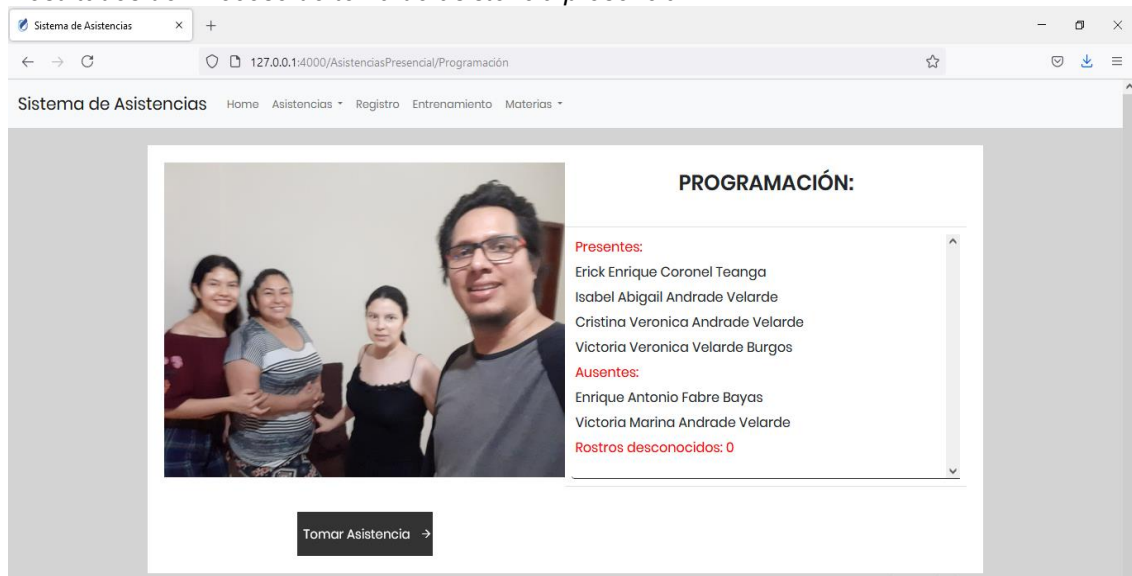 Sistema de Asistencias
127.0.0.1:4000/AsistenciasPresencial/Programación
Sistema de Asistencias Home Asistencias Registro Entrenamiento Materias
PROGRAMACIÓN:
Presentes:
Erick Enrique Coronel Teanga
Isabel Abigail Andrade Velarde
Cristina Veronica Andrade Velarde
Victoria Veronica Velarde Burgos
Ausentes:
Enrique Antonio Fabre Bayas
Victoria Marina Andrade Velarde
Rostros desconocidos: 0
Tomar Asistencia →